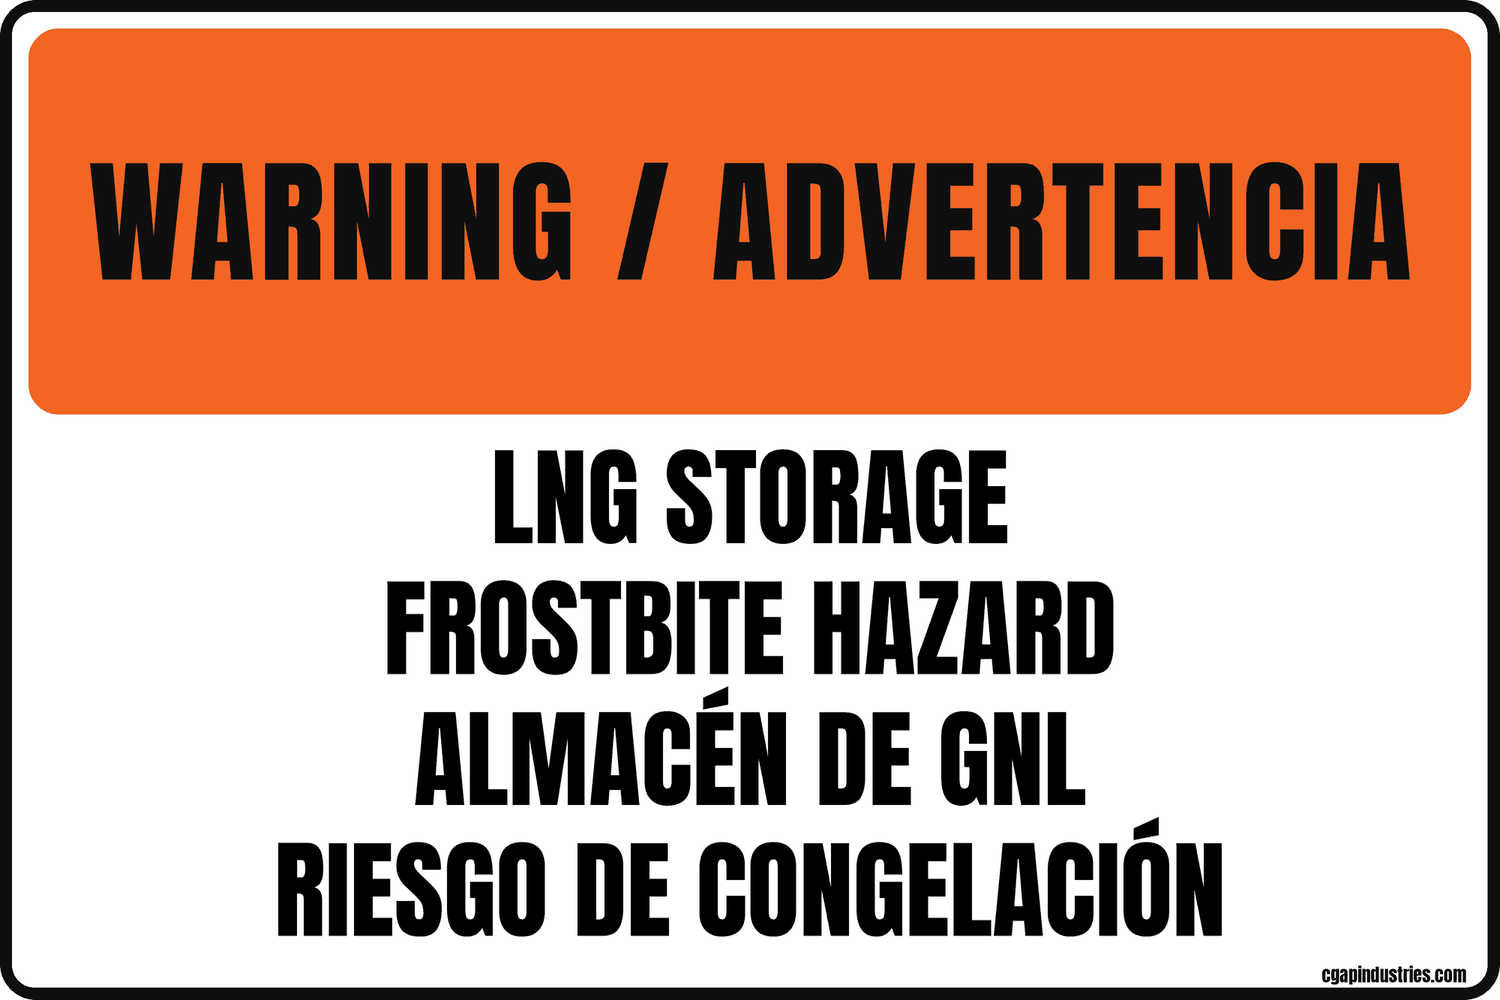 WARNING / ADVERTENCIA
LNG STORAGE
FROSTBITE HAZARD
ALMACÉN DE GNL
RIESGO DE CONGELACIÓN
cgapindustries.com